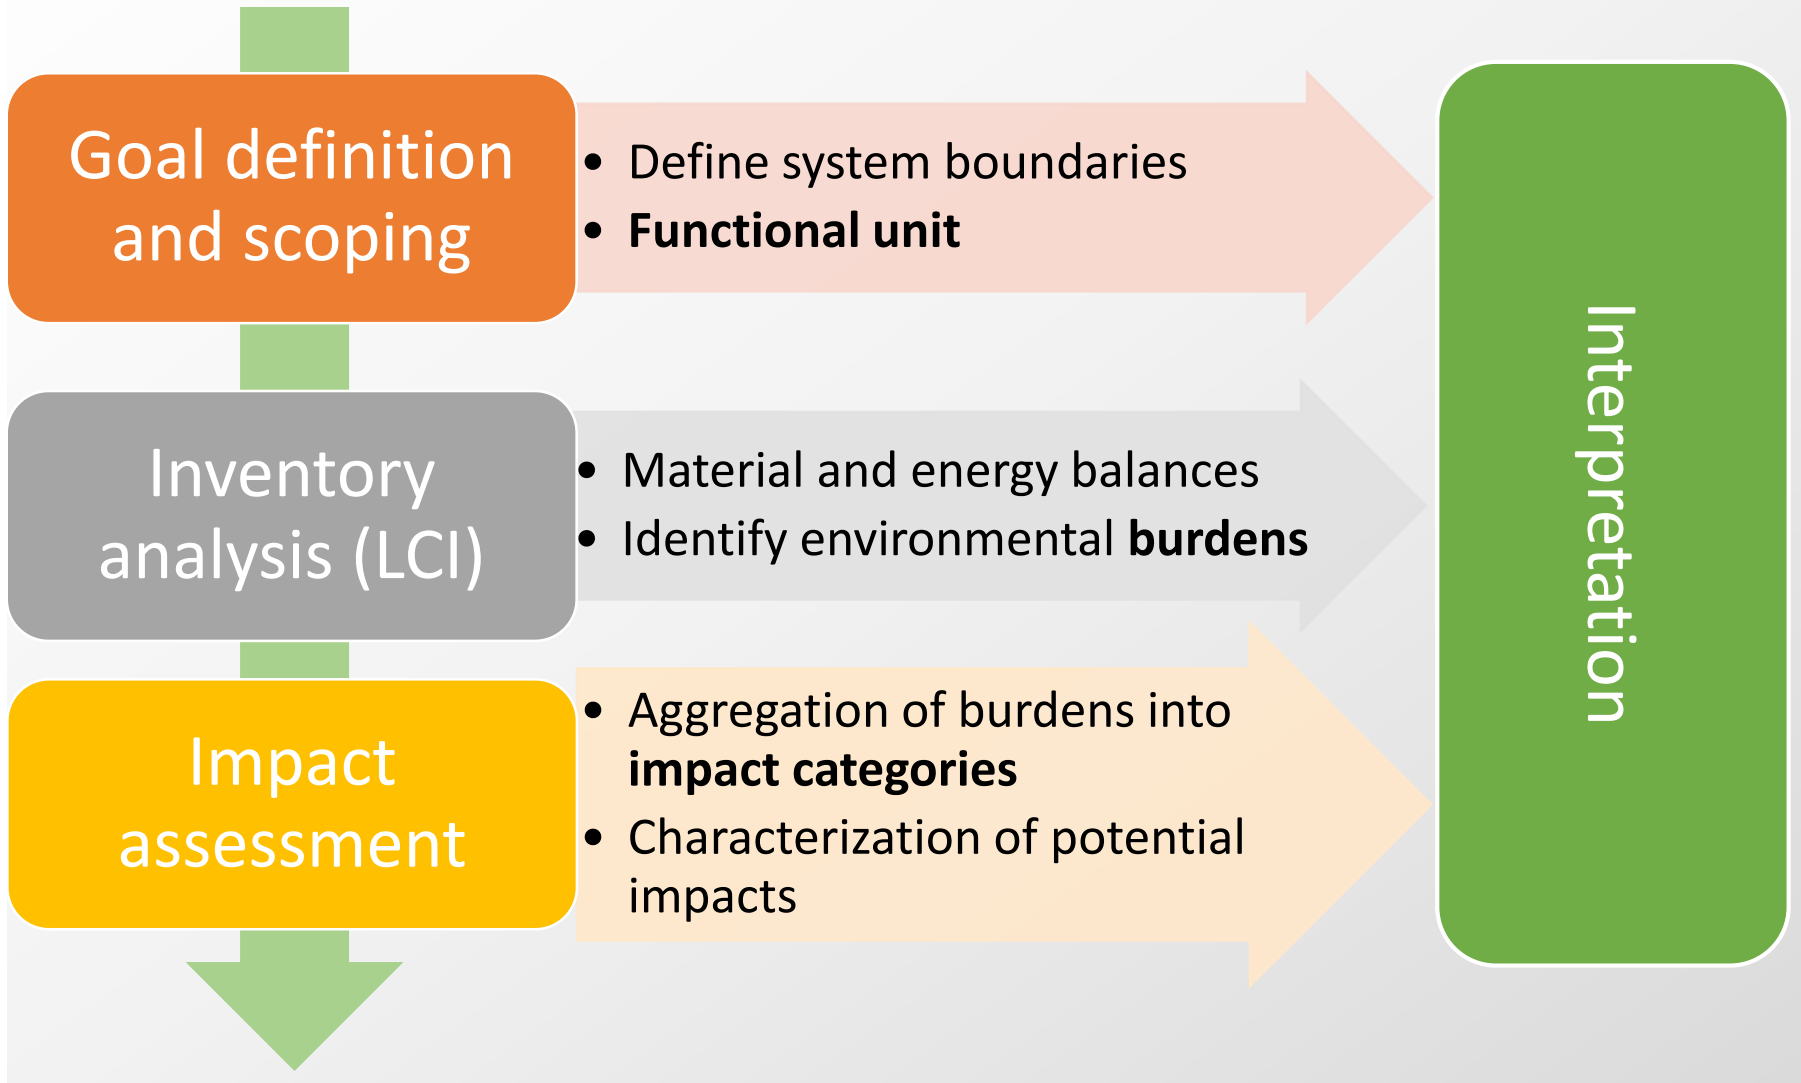 Goal definition
and scoping
• Define system boundaries
• Functional unit
Inventory
analysis (LCI)
• Material and energy balances
• Identify environmental burdens
Impact
assessment
• Aggregation of burdens into
impact categories
• Characterization of potential
impacts
Interpretation